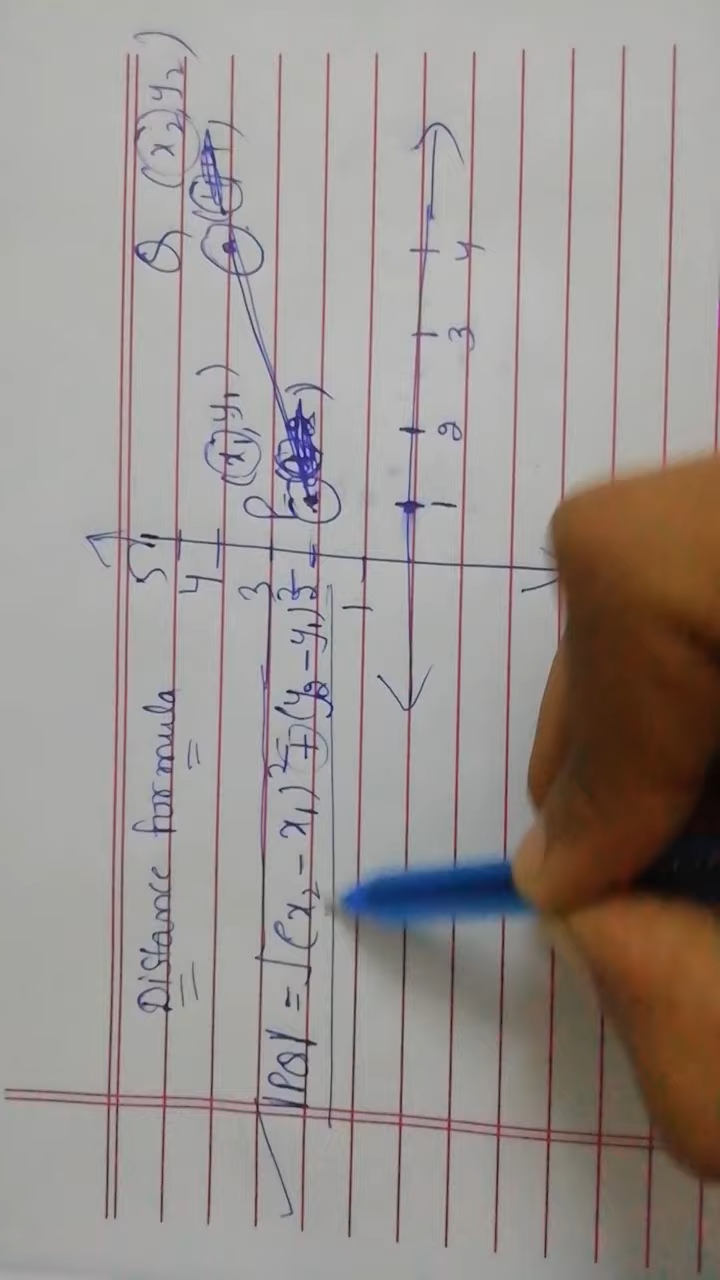 Distance formula
|PQ| = √(x₂ - x₁)² + (y₂ - y₁)²
Q (x₂, y₂)
(x₁, y₁)
P
5
4
3
2
1
1 2 3 4